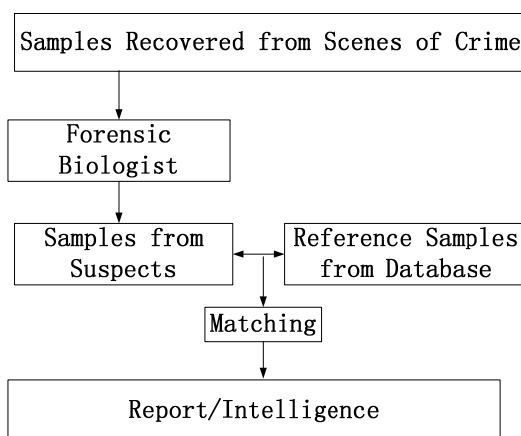 Samples Recovered from Scenes of Crime
Forensic
Biologist
Samples from
Suspects
Reference Samples
from Database
Matching
Report/Intelligence